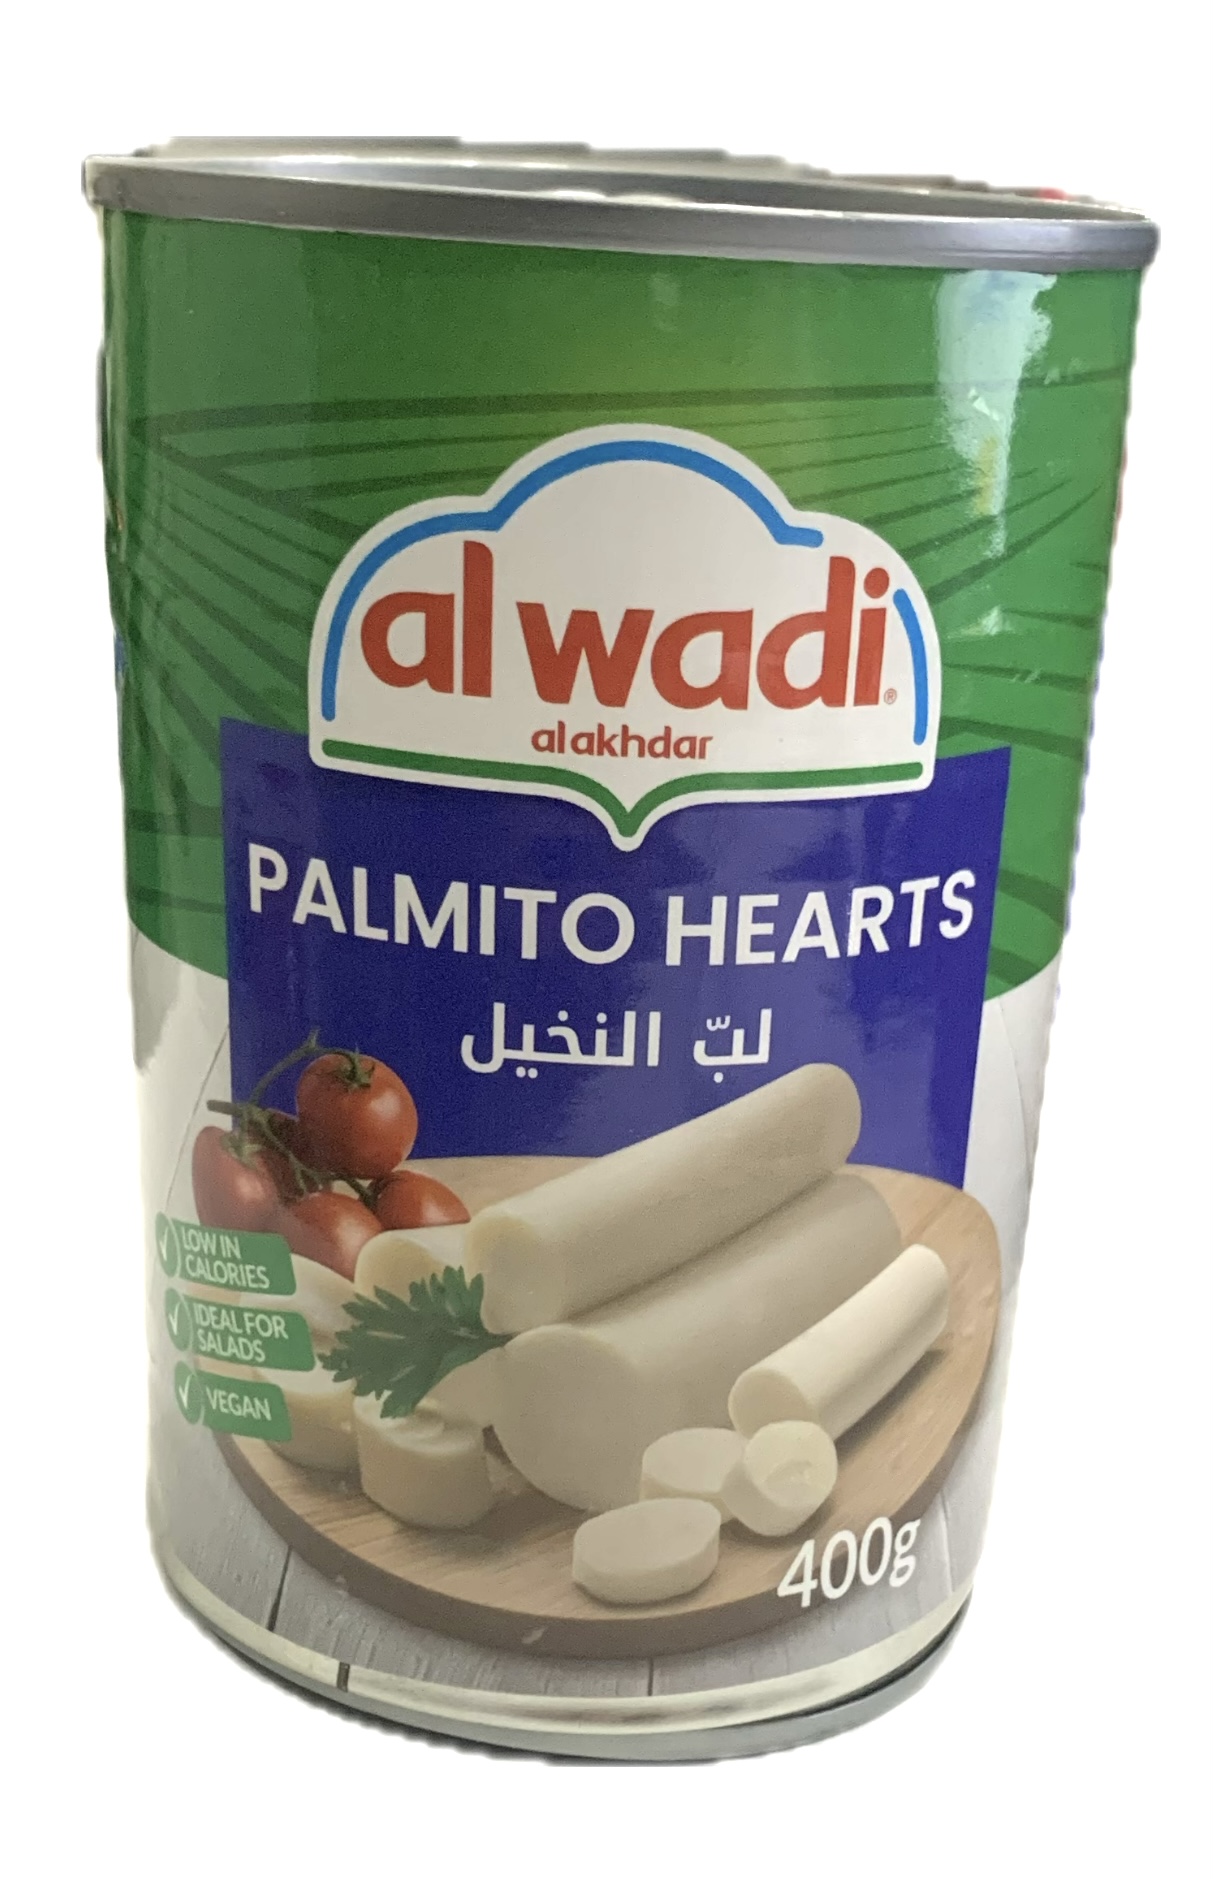 al wadi®
al akhdar
PALMITO HEARTS
لبّ النخيل
LOW IN
CALORIES
IDEAL FOR
SALADS
VEGAN
400g